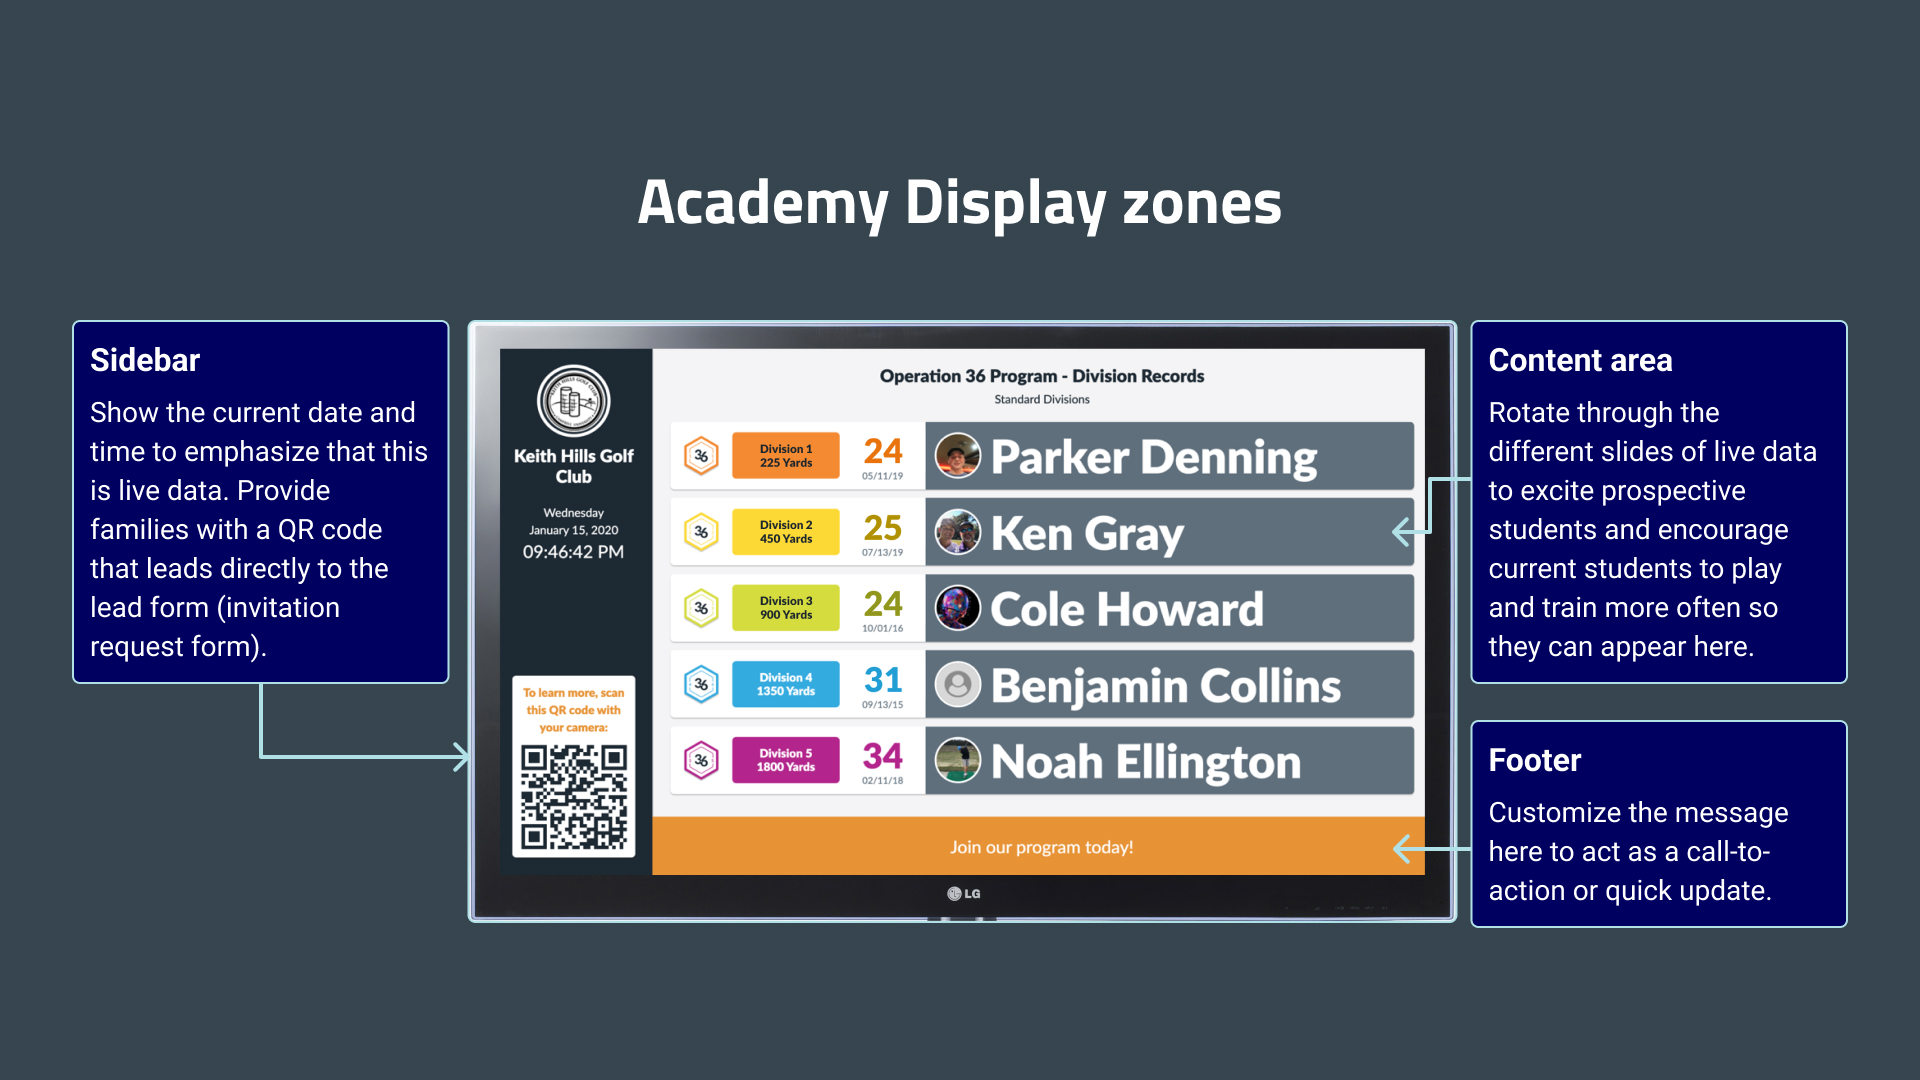 Academy Display zones
Sidebar
Show the current date and
time to emphasize that this
is live data. Provide
families with a QR code
that leads directly to the
lead form (invitation
request form).
Keith Hills Golf
Club
Wednesday
January 15, 2020
09:46:42 PM
To learn more, scan
this QR code with
your camera:
Operation 36 Program - Division Records
Standard Divisions
36
Division 1
225 Yards
24
05/11/19
Parker Denning
36
Division 2
450 Yards
25
07/13/19
Ken Gray
36
Division 3
900 Yards
24
10/01/16
Cole Howard
36
Division 4
1350 Yards
31
09/13/15
Benjamin Collins
36
Division 5
1800 Yards
34
02/11/18
Noah Ellington
Join our program today!
LG
Content area
Rotate through the
different slides of live data
to excite prospective
students and encourage
current students to play
and train more often so
they can appear here.
Footer
Customize the message
here to act as a call-to-
action or quick update.